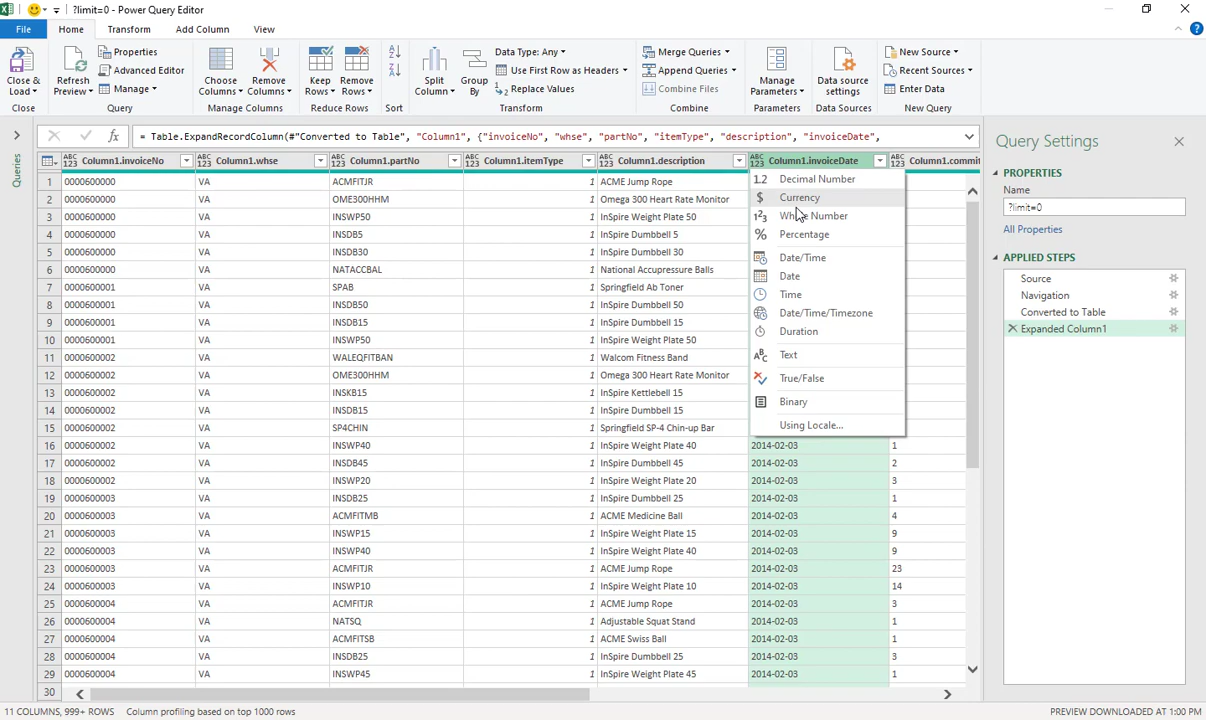 ?limit=0 - Power Query Editor
File Home Transform Add Column View
Close & Load
Refresh Preview
Properties
Advanced Editor
Manage
Choose Columns
Remove Columns
Keep Rows
Remove Rows
Split Column
Group By
Data Type: Any
Use First Row as Headers
Replace Values
Merge Queries
Append Queries
Combine Files
Manage Parameters
Data source settings
New Source
Recent Sources
Enter Data
Close Query Manage Columns Reduce Rows Sort Transform Combine Parameters Data Sources New Query
fx = Table.ExpandRecordColumn(#"Converted to Table", "Column1", {"invoiceNo", "whse", "partNo", "itemType", "description", "invoiceDate",
Queries
Column1.invoiceNo Column1.whse Column1.partNo Column1.itemType Column1.description Column1.invoiceDate Column1.commit
1 0000600000 VA ACMFITJR 1 ACME Jump Rope
2 0000600000 VA OME300HHM 1 Omega 300 Heart Rate Monitor
3 0000600000 VA INSWP50 1 InSpire Weight Plate 50
4 0000600000 VA INSDB5 1 InSpire Dumbbell 5
5 0000600000 VA INSDB30 1 InSpire Dumbbell 30
6 0000600000 VA NATACCBAL 1 National Accupressure Balls
7 0000600001 VA SPAB 1 Springfield Ab Toner
8 0000600001 VA INSDB50 1 InSpire Dumbbell 50
9 0000600001 VA INSDB15 1 InSpire Dumbbell 15
10 0000600001 VA INSWP50 1 InSpire Weight Plate 50
11 0000600002 VA WALEQFITBAN 1 Walcom Fitness Band
12 0000600002 VA OME300HHM 1 Omega 300 Heart Rate Monitor
13 0000600002 VA INSKB15 1 InSpire Kettlebell 15
14 0000600002 VA INSDB15 1 InSpire Dumbbell 15
15 0000600002 VA SP4CHIN 1 Springfield SP-4 Chin-up Bar
16 0000600002 VA INSWP40 1 InSpire Weight Plate 40 2014-02-03 1
17 0000600002 VA INSDB45 1 InSpire Dumbbell 45 2014-02-03 2
18 0000600002 VA INSWP20 1 InSpire Weight Plate 20 2014-02-03 3
19 0000600003 VA INSDB25 1 InSpire Dumbbell 25 2014-02-03 1
20 0000600003 VA ACMFITMB 1 ACME Medicine Ball 2014-02-03 4
21 0000600003 VA INSWP15 1 InSpire Weight Plate 15 2014-02-03 9
22 0000600003 VA INSWP40 1 InSpire Weight Plate 40 2014-02-03 9
23 0000600003 VA ACMFITJR 1 ACME Jump Rope 2014-02-03 23
24 0000600003 VA INSWP10 1 InSpire Weight Plate 10 2014-02-03 14
25 0000600004 VA ACMFITJR 1 ACME Jump Rope 2014-02-03 3
26 0000600004 VA NATSQ 1 Adjustable Squat Stand 2014-02-03 1
27 0000600004 VA ACMFITSB 1 ACME Swiss Ball 2014-02-03 1
28 0000600004 VA INSDB25 1 InSpire Dumbbell 25 2014-02-03 3
29 0000600004 VA INSWP45 1 InSpire Weight Plate 45 2014-02-03 1
30
1.2 Decimal Number
$ Currency
123 Whole Number
% Percentage
Date/Time
Date
Time
Date/Time/Timezone
Duration
ABC Text
True/False
Binary
Using Locale...
Query Settings
PROPERTIES
Name
?limit=0
All Properties
APPLIED STEPS
Source
Navigation
Converted to Table
Expanded Column1
11 COLUMNS, 999+ ROWS Column profiling based on top 1000 rows PREVIEW DOWNLOADED AT 1:00 PM